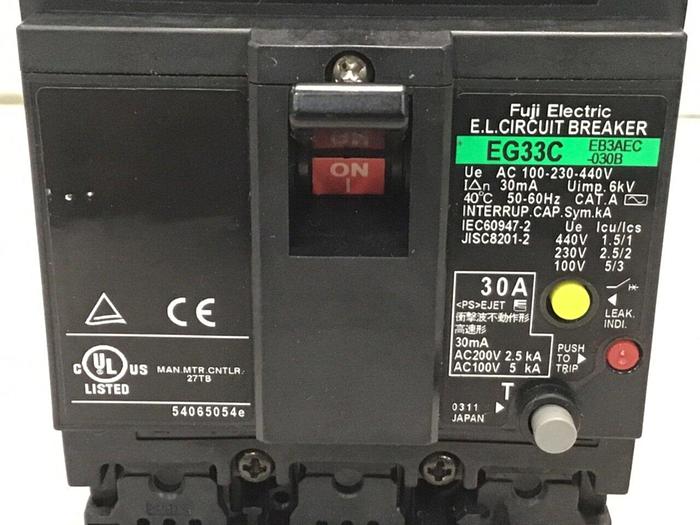 ON
I
CE
C UL US
LISTED
MAN.MTR.CNTLR.
27TB
54065054e
Fuji Electric
E.L.CIRCUIT BREAKER
EG33C EB3AEC
-030B
Ue AC 100-230-440V
IΔn 30mA Uimp.6kV
40°C 50-60Hz CAT.A
INTERRUP.CAP.Sym.kA
IEC60947-2 Ue Icu/Ics
JISC8201-2 440V 1.5/1
230V 2.5/2
100V 5/3
30A
<PS>EJET
衝撃波不動作形
高速形
30mA
AC200V 2.5 kA
AC100V 5 kA
LEAK.
INDI.
PUSH
TO
TRIP
T
0311
JAPAN